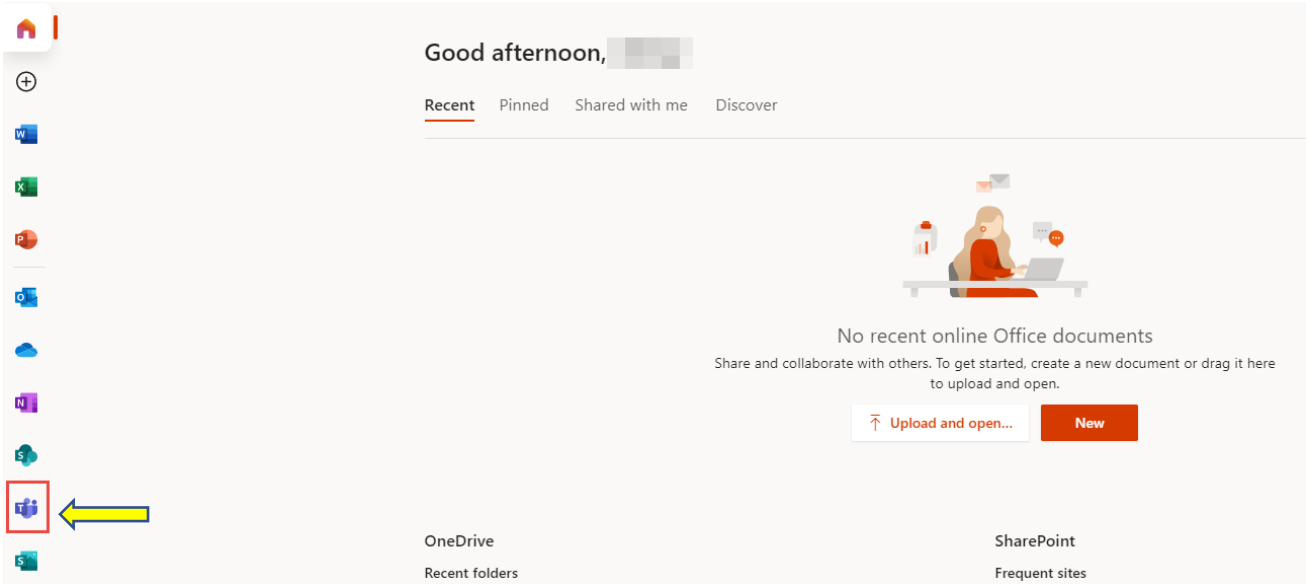 Good afternoon,
Recent Pinned Shared with me Discover
W
X
P
O
N
S
T
S
No recent online Office documents
Share and collaborate with others. To get started, create a new document or drag it here
to upload and open.
Upload and open... New
OneDrive SharePoint
Recent folders Frequent sites